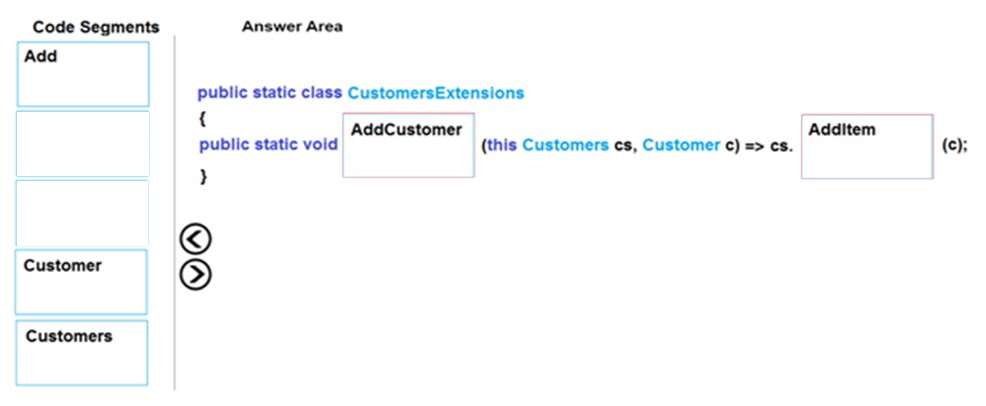 Code Segments
Answer Area
Add
public static class CustomersExtensions
{
public static void AddCustomer (this Customers cs, Customer c) => cs. AddItem (c);
}
Customer
Customers